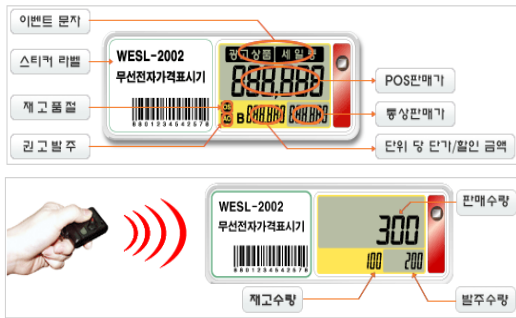 이벤트 문자
스티커 라벨
재고품절
권고발주
WESL-2002
무선전자가격표시기
8801234542578
광고상품 세일중
888,888
OS
AG
B
POS판매가
통상판매가
단위 당 단가/할인 금액
WESL-2002
무선전자가격표시기
8801234542578
300
100 200
판매수량
재고수량
발주수량